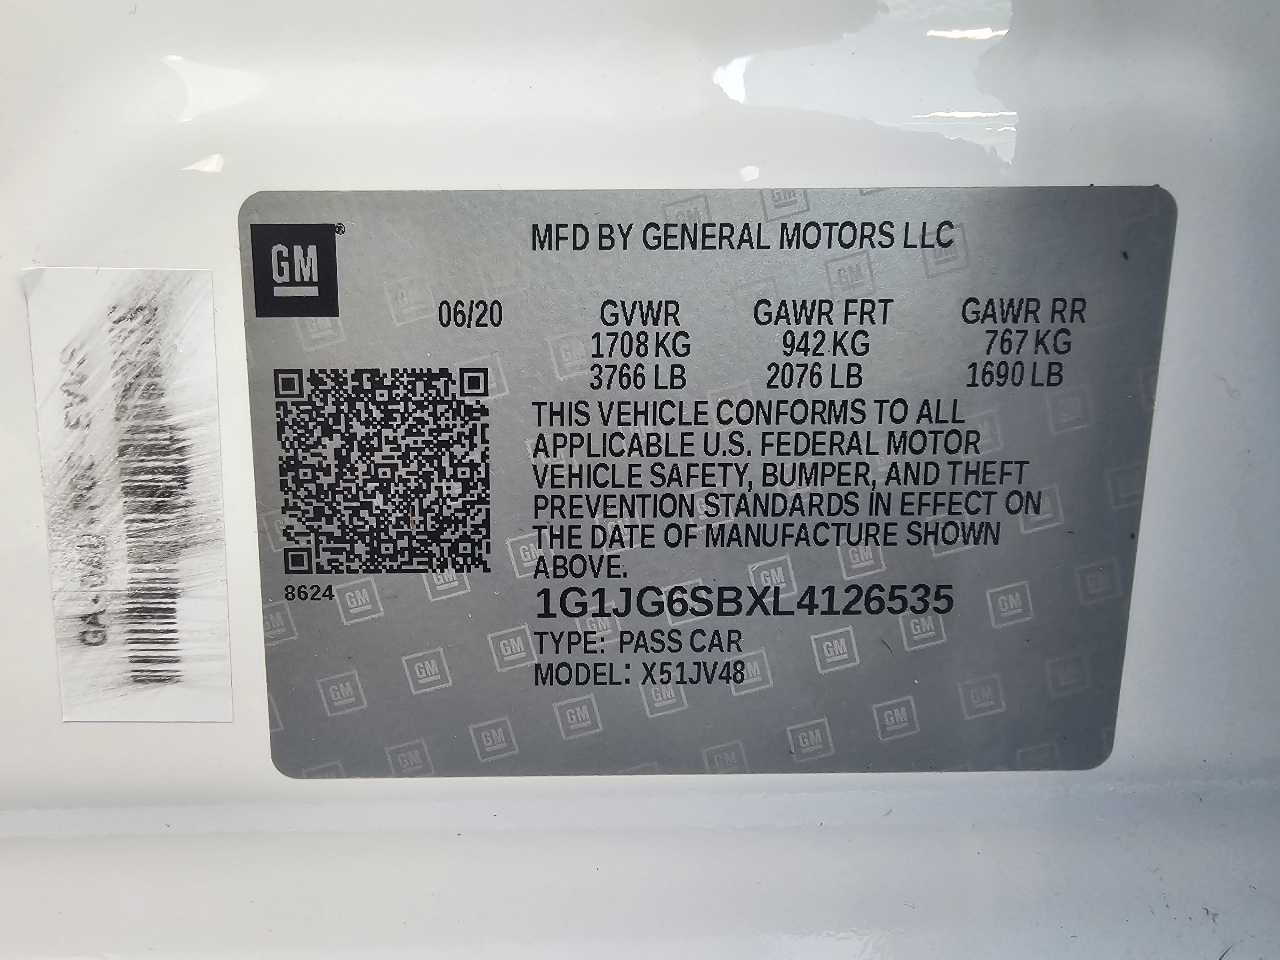 GM
MFD BY GENERAL MOTORS LLC
06/20 GVWR GAWR FRT GAWR RR
1708 KG 942 KG 767 KG
3766 LB 2076 LB 1690 LB
THIS VEHICLE CONFORMS TO ALL
APPLICABLE U.S. FEDERAL MOTOR
VEHICLE SAFETY, BUMPER, AND THEFT
PREVENTION STANDARDS IN EFFECT ON
THE DATE OF MANUFACTURE SHOWN
ABOVE.
8624
1G1JG6SBXL4126535
TYPE: PASS CAR
MODEL: X51JV48